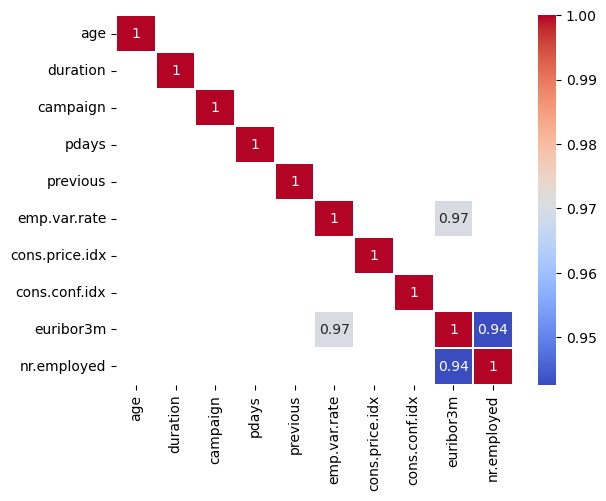 age 1
duration 1
campaign 1
pdays 1
previous 1
emp.var.rate 1 0.97
cons.price.idx 1
cons.conf.idx 1
euribor3m 0.97 1 0.94
nr.employed 0.94 1
age duration campaign pdays previous emp.var.rate cons.price.idx cons.conf.idx euribor3m nr.employed
1.00
0.99
0.98
0.97
0.96
0.95